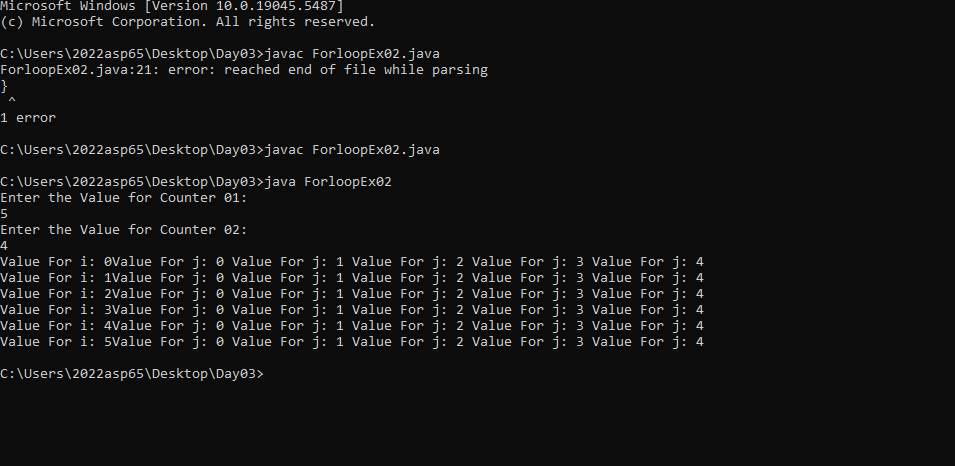 Microsoft Windows [Version 10.0.19045.5487]
(c) Microsoft Corporation. All rights reserved.
C:\Users\2022asp65\Desktop\Day03>javac ForloopEx02.java
ForloopEx02.java:21: error: reached end of file while parsing
}
^
1 error
C:\Users\2022asp65\Desktop\Day03>javac ForloopEx02.java
C:\Users\2022asp65\Desktop\Day03>java ForloopEx02
Enter the Value for Counter 01:
5
Enter the Value for Counter 02:
4
Value For i: 0Value For j: 0 Value For j: 1 Value For j: 2 Value For j: 3 Value For j: 4
Value For i: 1Value For j: 0 Value For j: 1 Value For j: 2 Value For j: 3 Value For j: 4
Value For i: 2Value For j: 0 Value For j: 1 Value For j: 2 Value For j: 3 Value For j: 4
Value For i: 3Value For j: 0 Value For j: 1 Value For j: 2 Value For j: 3 Value For j: 4
Value For i: 4Value For j: 0 Value For j: 1 Value For j: 2 Value For j: 3 Value For j: 4
Value For i: 5Value For j: 0 Value For j: 1 Value For j: 2 Value For j: 3 Value For j: 4
C:\Users\2022asp65\Desktop\Day03>